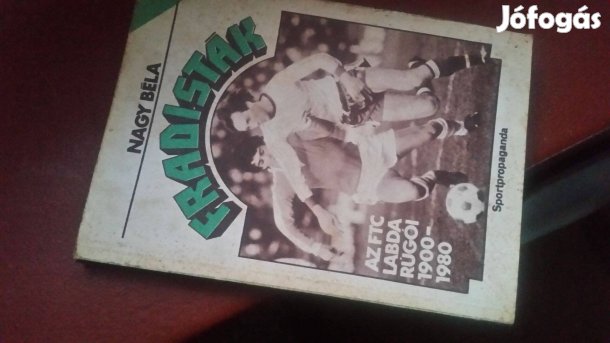 Jófogás
NAGY BÉLA
FRADISTÁK
AZ FTC
LABDA
RÚGÓI
1900–
1980
Sportpropaganda